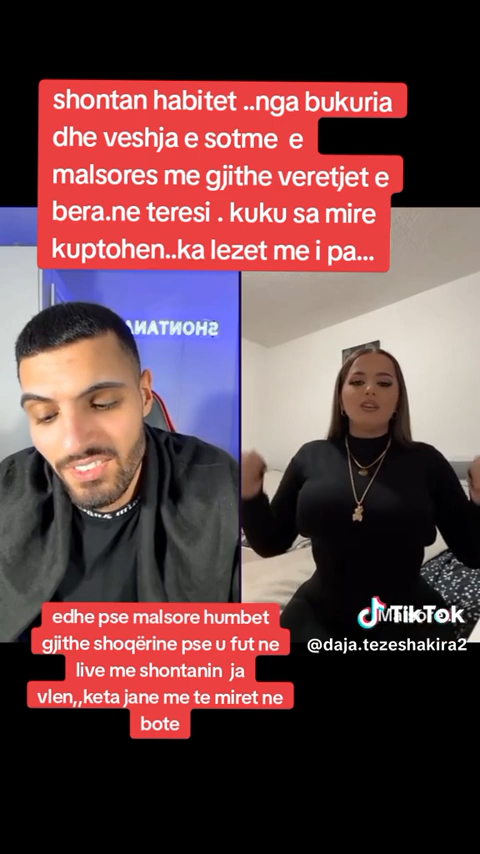 shontan habitet ..nga bukuria
dhe veshja e sotme e
malsores me gjithe veretjet e
bera.ne teresi . kuku sa mire
kuptohen..ka lezet me i pa...
SHONTANA
edhe pse malsore humbet
gjithe shoqërine pse u fut ne
live me shontanin ja
vlen,,keta jane me te miret ne
bote
TikTok
@daja.tezeshakira2